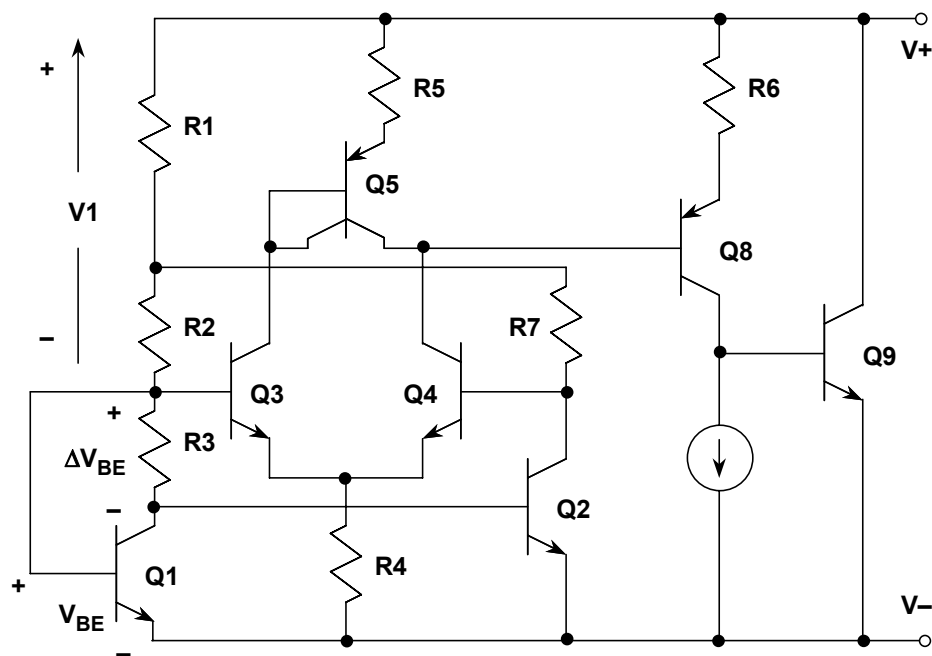 V+
+
R5
R6
R1
Q5
V1
Q8
R2
R7
–
Q9
Q3
Q4
+
R3
ΔVBE
–
Q2
Q1
R4
+
VBE
V–
–